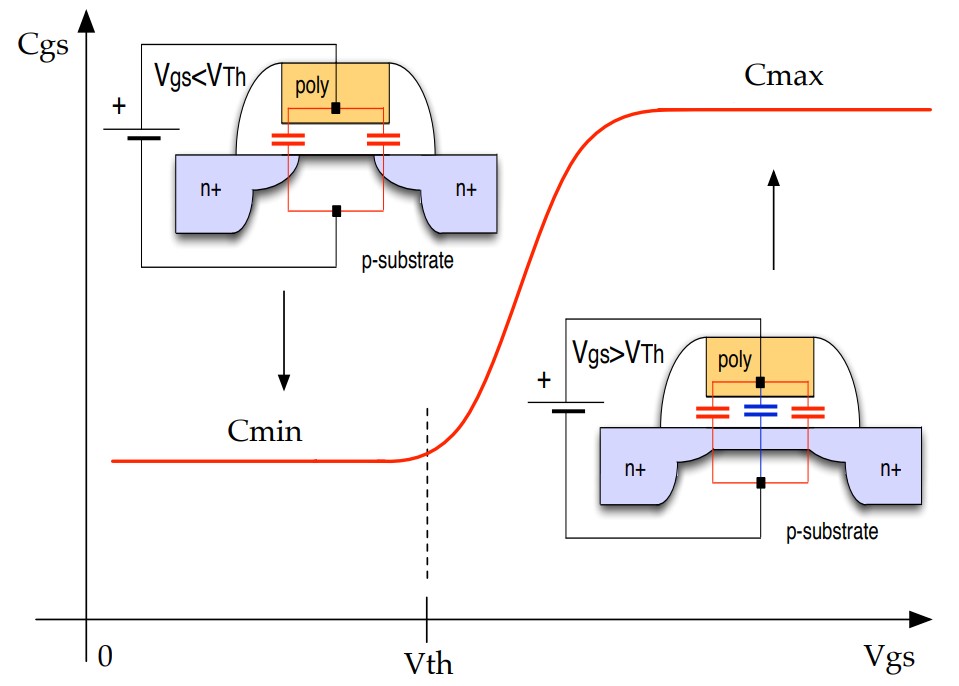 Cgs
Vgs<VTh
poly
+
n+
n+
p-substrate
Cmax
Cmin
Vgs>VTh
poly
+
n+
n+
p-substrate
0
Vth
Vgs